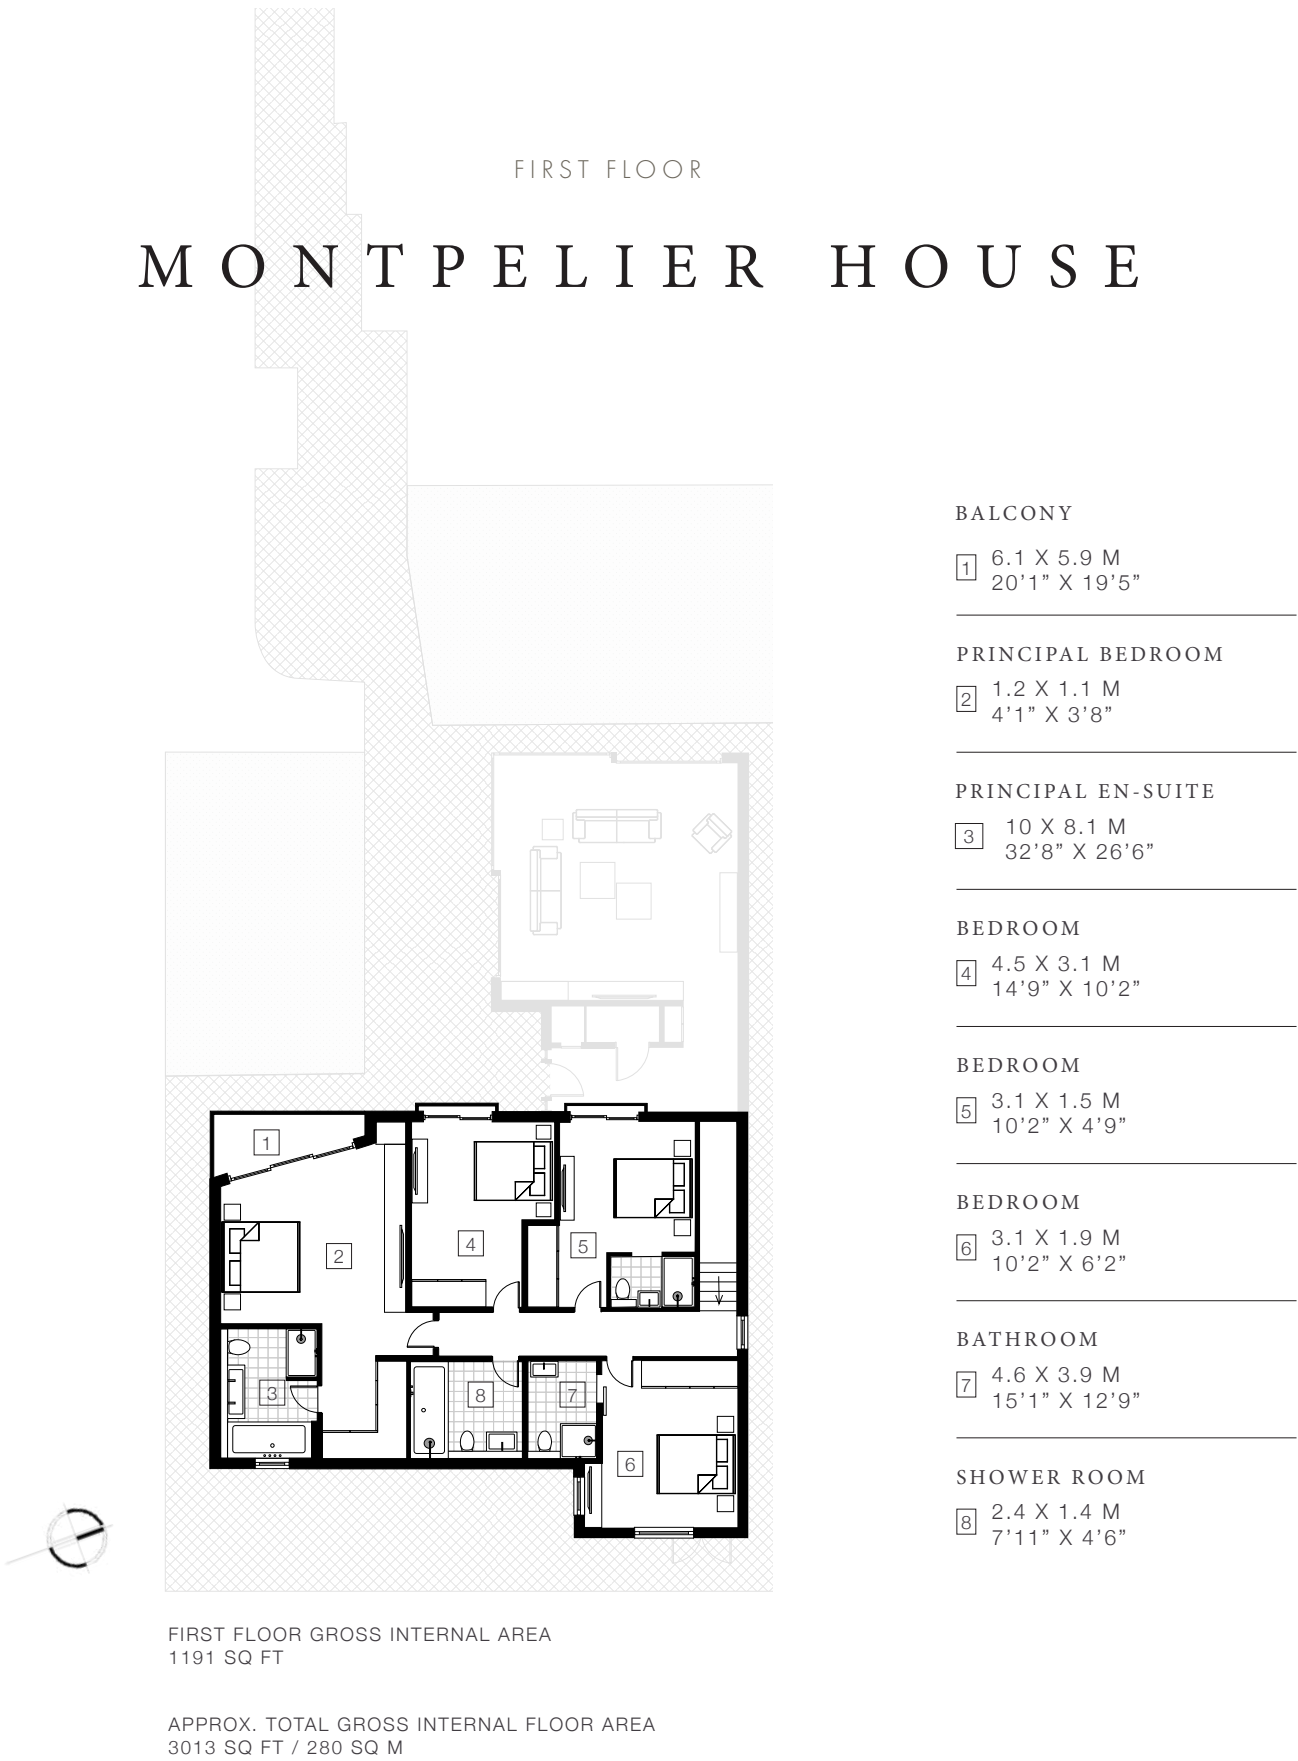 FIRST FLOOR
MONTPELIER HOUSE
BALCONY
1
6.1 X 5.9 M
20’1” X 19’5”
PRINCIPAL BEDROOM
2
1.2 X 1.1 M
4’1” X 3’8”
PRINCIPAL EN-SUITE
3
10 X 8.1 M
32’8” X 26’6”
BEDROOM
4
4.5 X 3.1 M
14’9” X 10’2”
BEDROOM
5
3.1 X 1.5 M
10’2” X 4’9”
BEDROOM
6
3.1 X 1.9 M
10’2” X 6’2”
BATHROOM
7
4.6 X 3.9 M
15’1” X 12’9”
SHOWER ROOM
8
2.4 X 1.4 M
7’11” X 4’6”
1
2
4
5
3
8
7
6
FIRST FLOOR GROSS INTERNAL AREA
1191 SQ FT
APPROX. TOTAL GROSS INTERNAL FLOOR AREA
3013 SQ FT / 280 SQ M